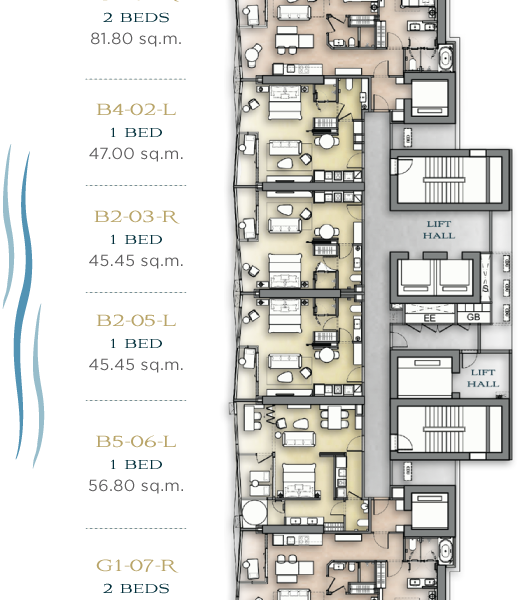 2 BEDS
81.80 sq.m.
B4-02-L
1 BED
47.00 sq.m.
B2-03-R
1 BED
45.45 sq.m.
B2-05-L
1 BED
45.45 sq.m.
B5-06-L
1 BED
56.80 sq.m.
G1-07-R
2 BEDS
LIFT
HALL
S
EE
GB
LIFT
HALL